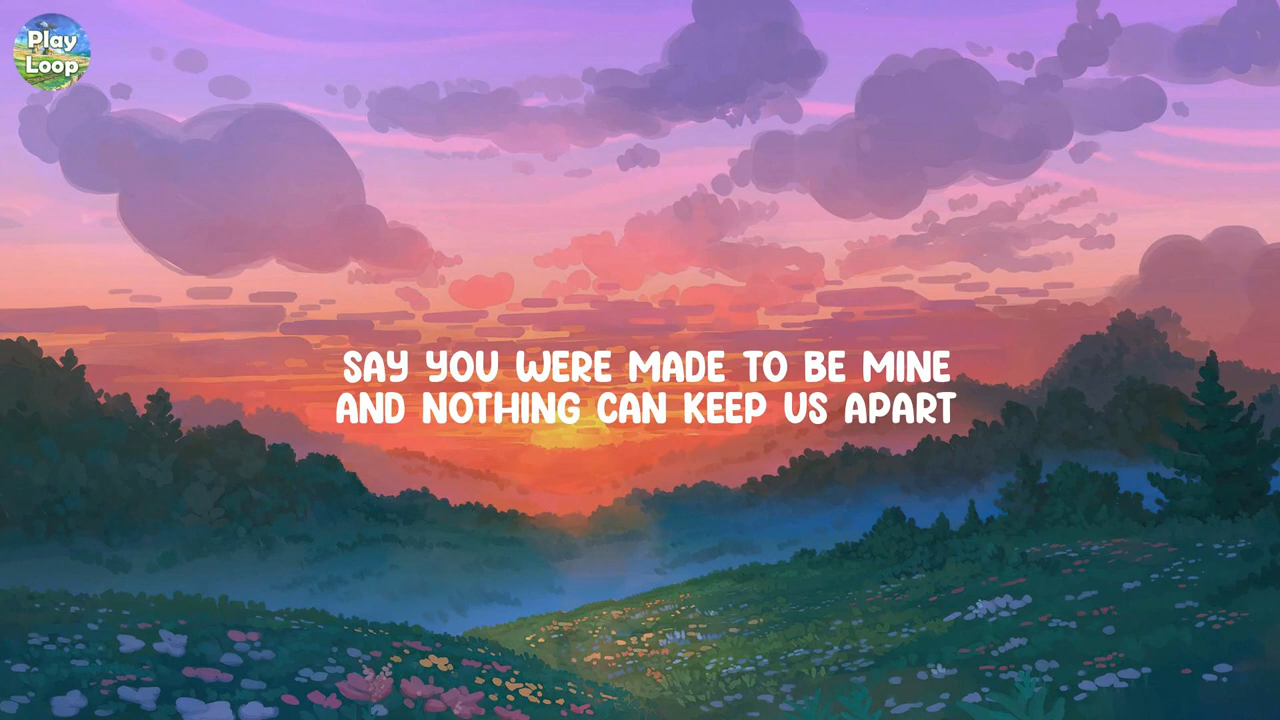 Play
Loop
SAY YOU WERE MADE TO BE MINE
AND NOTHING CAN KEEP US APART